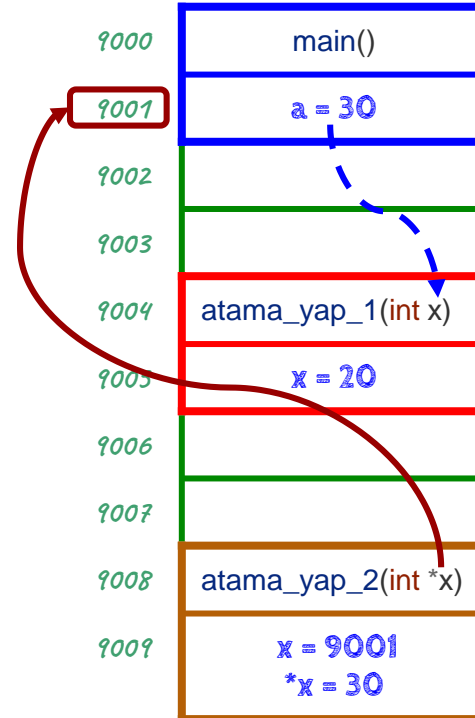 9000 main()
9001 a = 30
9002
9003
9004 atama_yap_1(int x)
9005 x = 20
9006
9007
9008 atama_yap_2(int *x)
9009 x = 9001
*x = 30